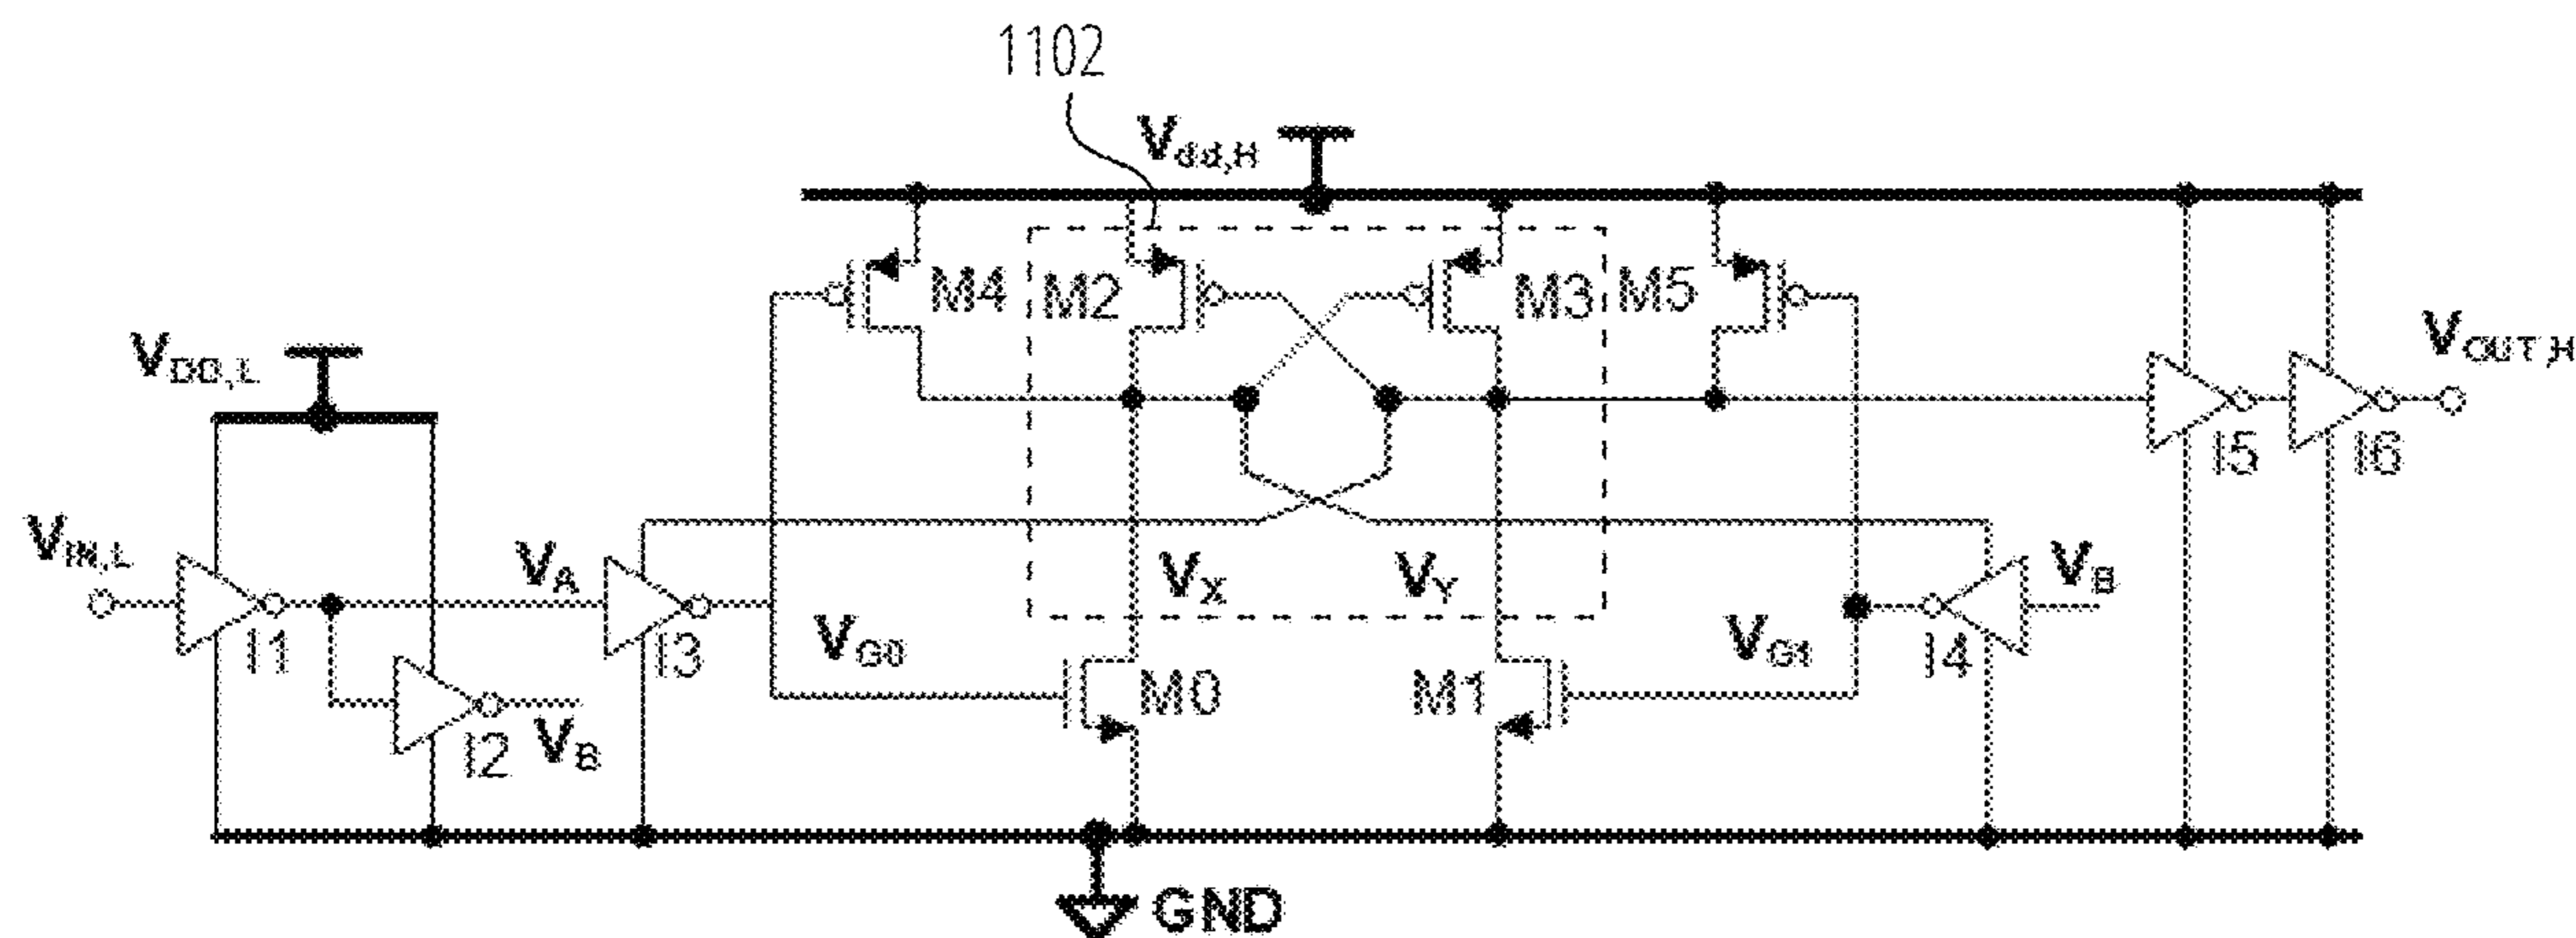 1102
Vdd,H
M4
M2
M3
M5
VDD,L
VOUT,H
I5
I6
VIN,L
VA
VX
VY
VB
I1
I3
VG0
VG1
I4
M0
M1
I2
VB
GND